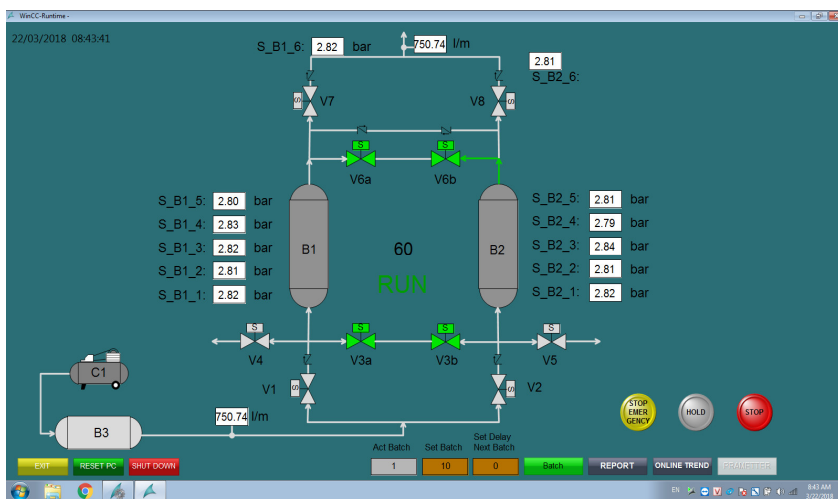 WinCC-Runtime -
22/03/2018 08:43:41
S_B1_6: 2.82 bar
750.74 l/m
2.81
S_B2_6:
S V7
V8 S
S S
V6a V6b
S_B1_5: 2.80 bar
S_B1_4: 2.83 bar
S_B1_3: 2.82 bar
S_B1_2: 2.81 bar
S_B1_1: 2.82 bar
B1
60
RUN
B2
S_B2_5: 2.81 bar
S_B2_4: 2.79 bar
S_B2_3: 2.84 bar
S_B2_2: 2.81 bar
S_B2_1: 2.82 bar
S S S S
V4 V3a V3b V5
C1
V1 S
S V2
750.74 l/m
B3
STOP
EMER
GENCY
HOLD
STOP
Act Batch Set Batch Set Delay
Next Batch
1 10 0
EXIT RESET PC SHUT DOWN
Batch REPORT ONLINE TREND
EN 8:43 AM
3/22/2018